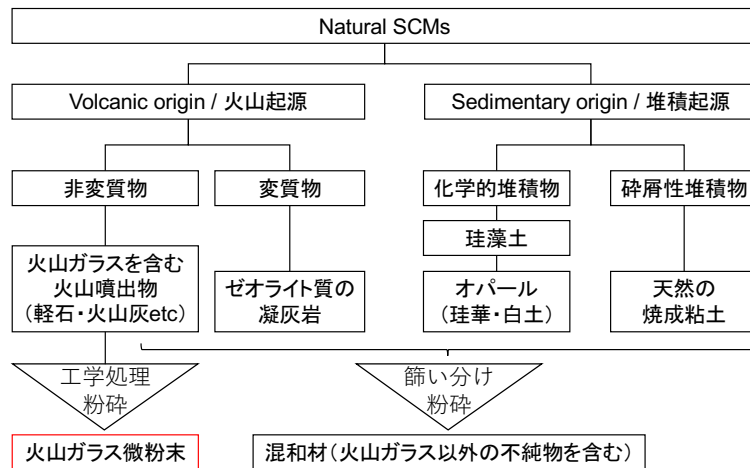 Natural SCMs
Volcanic origin / 火山起源
Sedimentary origin / 堆積起源
非変質物
変質物
化学的堆積物
砕屑性堆積物
珪藻土
火山ガラスを含む
火山噴出物
(軽石・火山灰etc)
ゼオライト質の
凝灰岩
オパール
(珪華・白土)
天然の
焼成粘土
工学処理
粉砕
篩い分け
粉砕
火山ガラス微粉末
混和材(火山ガラス以外の不純物を含む)